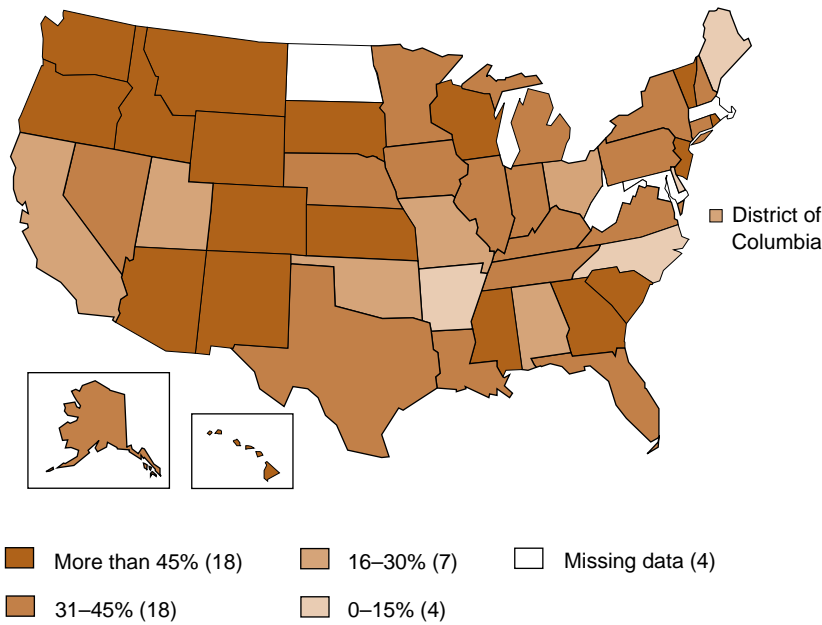 District of
Columbia
More than 45% (18)
16–30% (7)
Missing data (4)
31–45% (18)
0–15% (4)